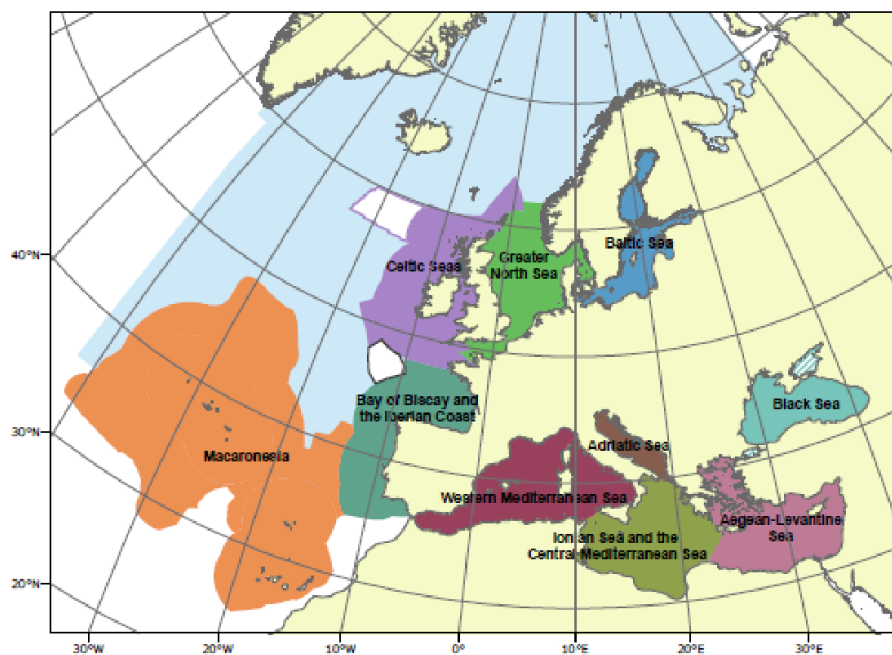 40°N
30°N
20°N
Celtic Seas
Greater
North Sea
Baltic Sea
Bay of Biscay and
the Iberian Coast
Black Sea
Macaronesia
Adriatic Sea
Western Mediterranean Sea
Ionian Sea and the
Central Mediterranean Sea
Aegean-Levantine
Sea
30°W
20°W
10°W
0°
10°E
20°E
30°E